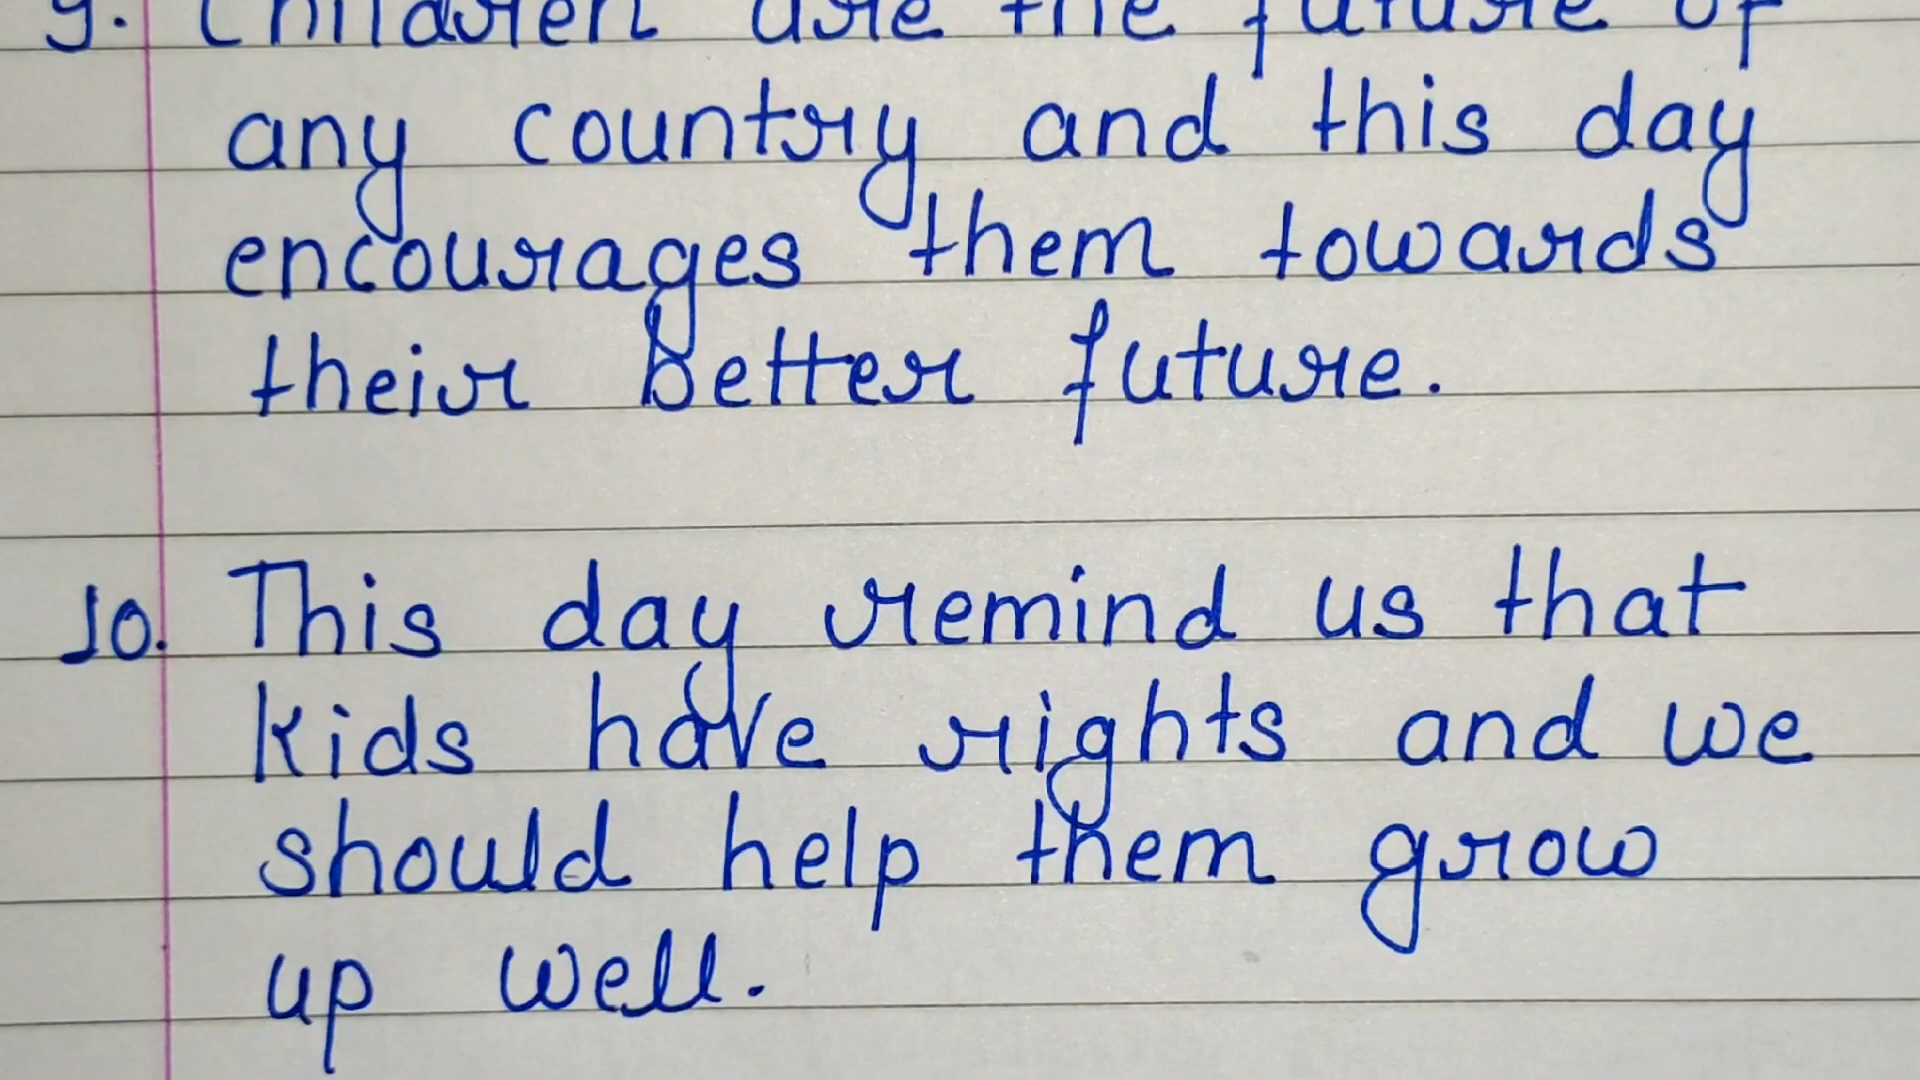 9. Children are the future of
any country and this day
encourages them towards
their better future.
10. This day remind us that
kids have rights and we
should help them grow
up well.